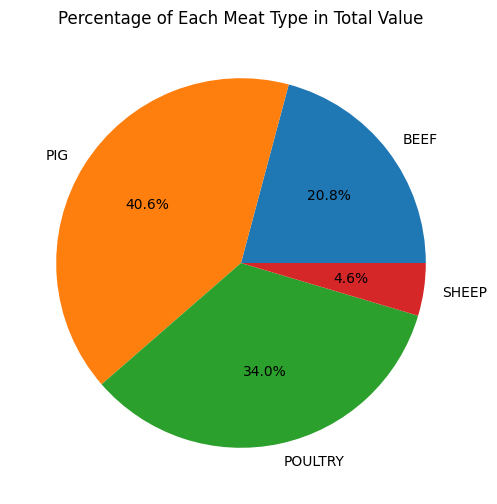 Percentage of Each Meat Type in Total Value
BEEF
PIG
20.8%
40.6%
4.6%
SHEEP
34.0%
POULTRY